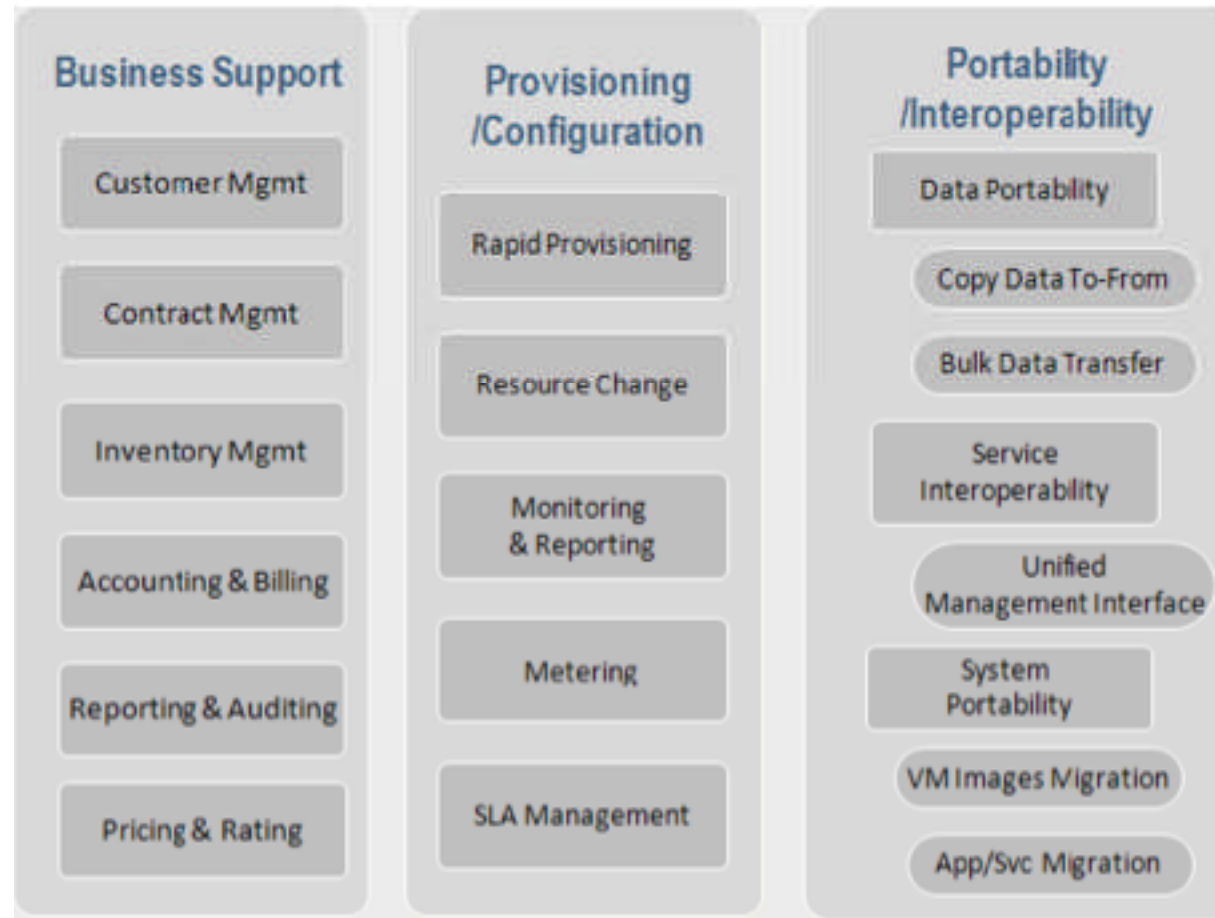 Business Support
Customer Mgmt
Contract Mgmt
Inventory Mgmt
Accounting & Billing
Reporting & Auditing
Pricing & Rating
Provisioning
/Configuration
Rapid Provisioning
Resource Change
Monitoring
& Reporting
Metering
SLA Management
Portability
/Interoperability
Data Portability
Copy Data To-From
Bulk Data Transfer
Service
Interoperability
Unified
Management Interface
System
Portability
VM Images Migration
App/Svc Migration